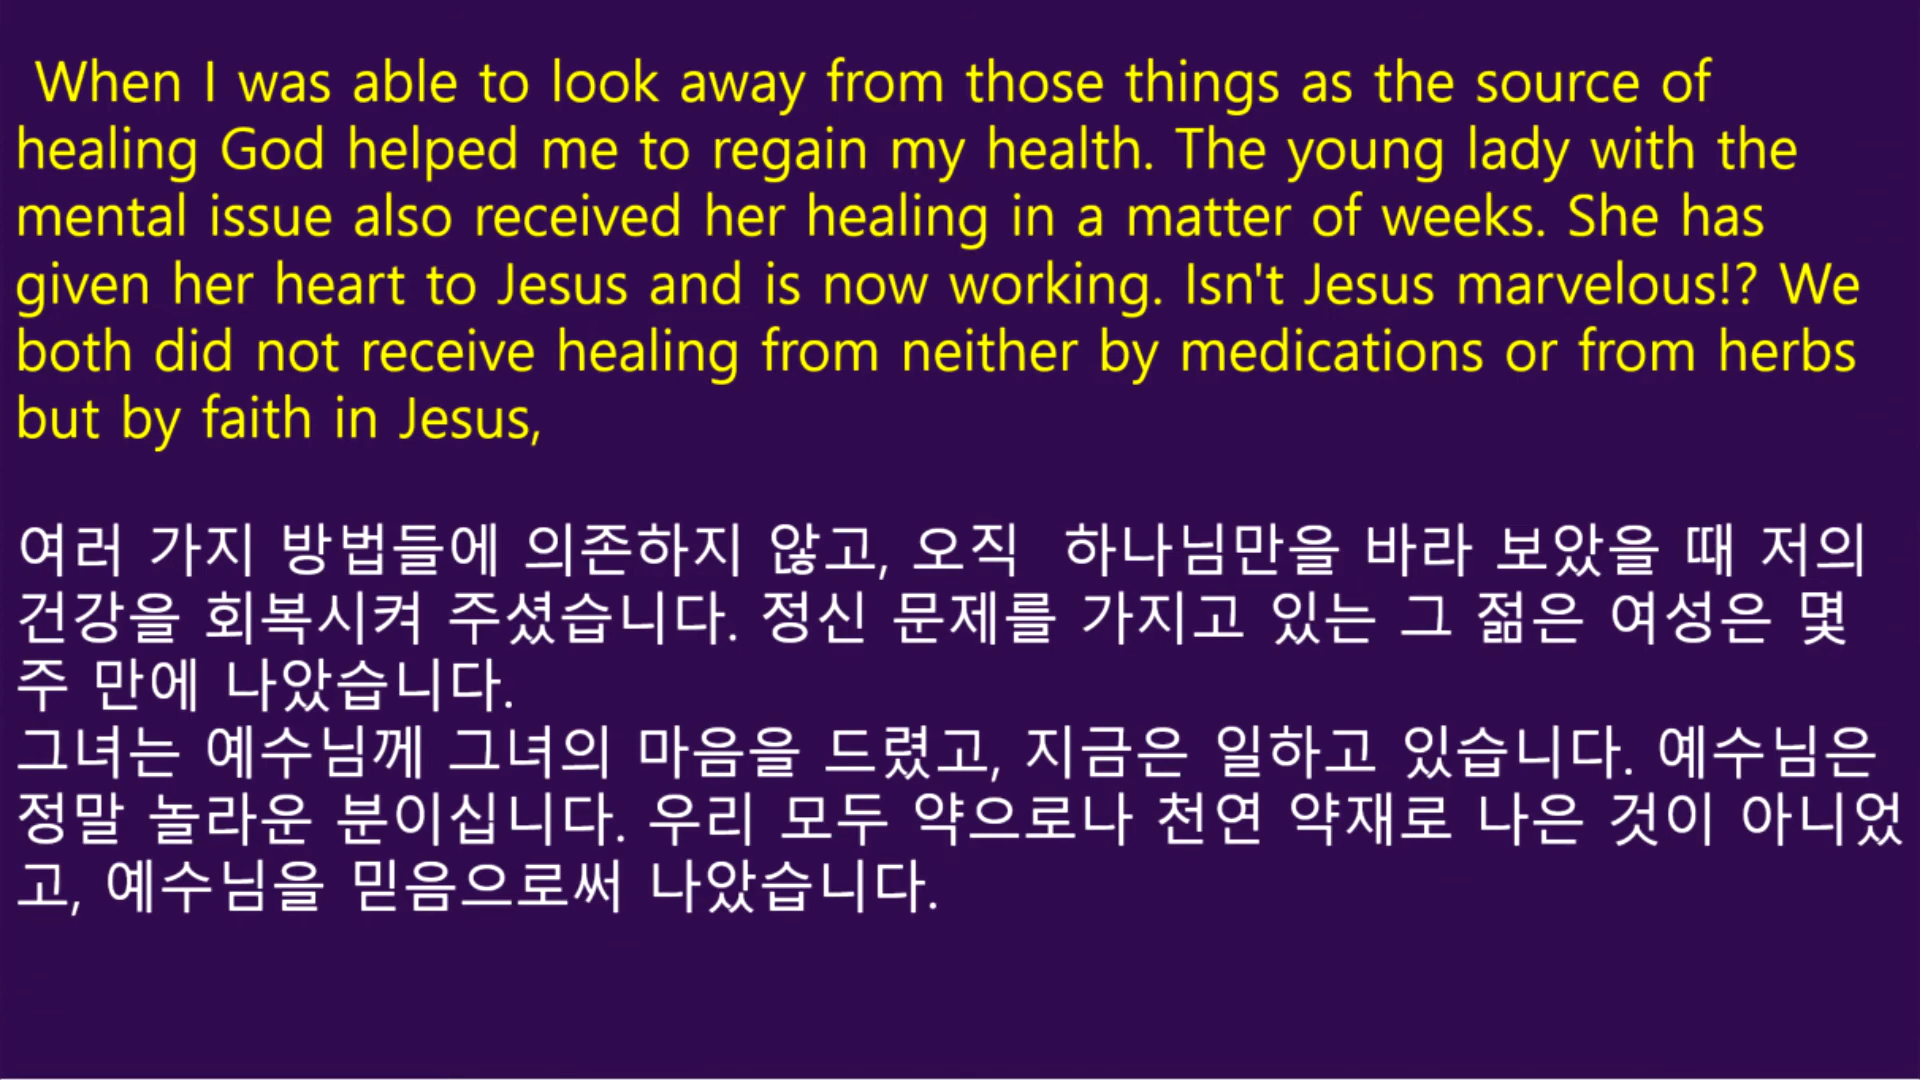 When I was able to look away from those things as the source of
healing God helped me to regain my health. The young lady with the
mental issue also received her healing in a matter of weeks. She has
given her heart to Jesus and is now working. Isn't Jesus marvelous!? We
both did not receive healing from neither by medications or from herbs
but by faith in Jesus,
여러 가지 방법들에 의존하지 않고, 오직 하나님만을 바라 보았을 때 저의
건강을 회복시켜 주셨습니다. 정신 문제를 가지고 있는 그 젊은 여성은 몇
주 만에 나았습니다.
그녀는 예수님께 그녀의 마음을 드렸고, 지금은 일하고 있습니다. 예수님은
정말 놀라운 분이십니다. 우리 모두 약으로나 천연 약재로 나은 것이 아니었
고, 예수님을 믿음으로써 나았습니다.